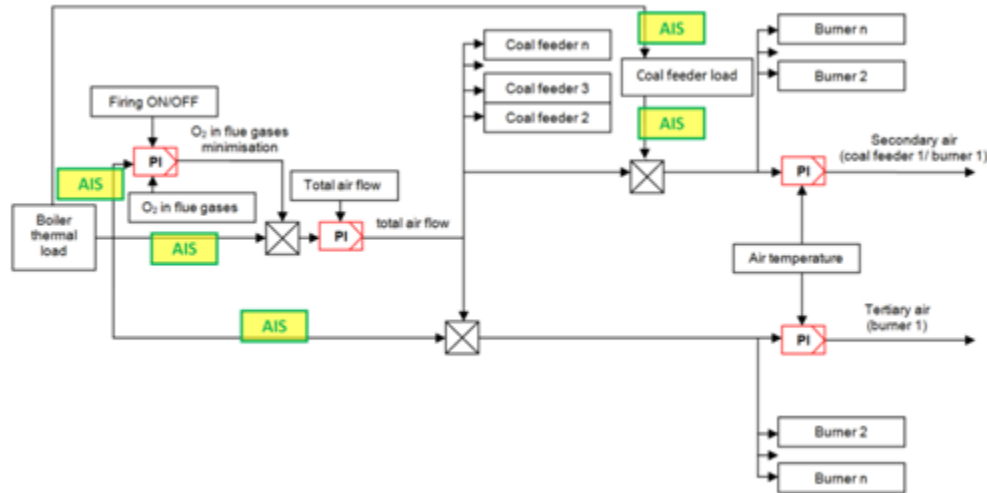 AIS
Burner n
Coal feeder n
Coal feeder load
Burner 2
Firing ON/OFF
Coal feeder 3
O₂ in flue gases
minimisation
Coal feeder 2
AIS
Secondary air
(coal feeder 1/ burner 1)
PI
PI
AIS
Total air flow
O₂ in flue gases
Boiler
thermal
load
AIS
PI
total air flow
Air temperature
Tertiary air
(burner 1)
AIS
PI
Burner 2
Burner n